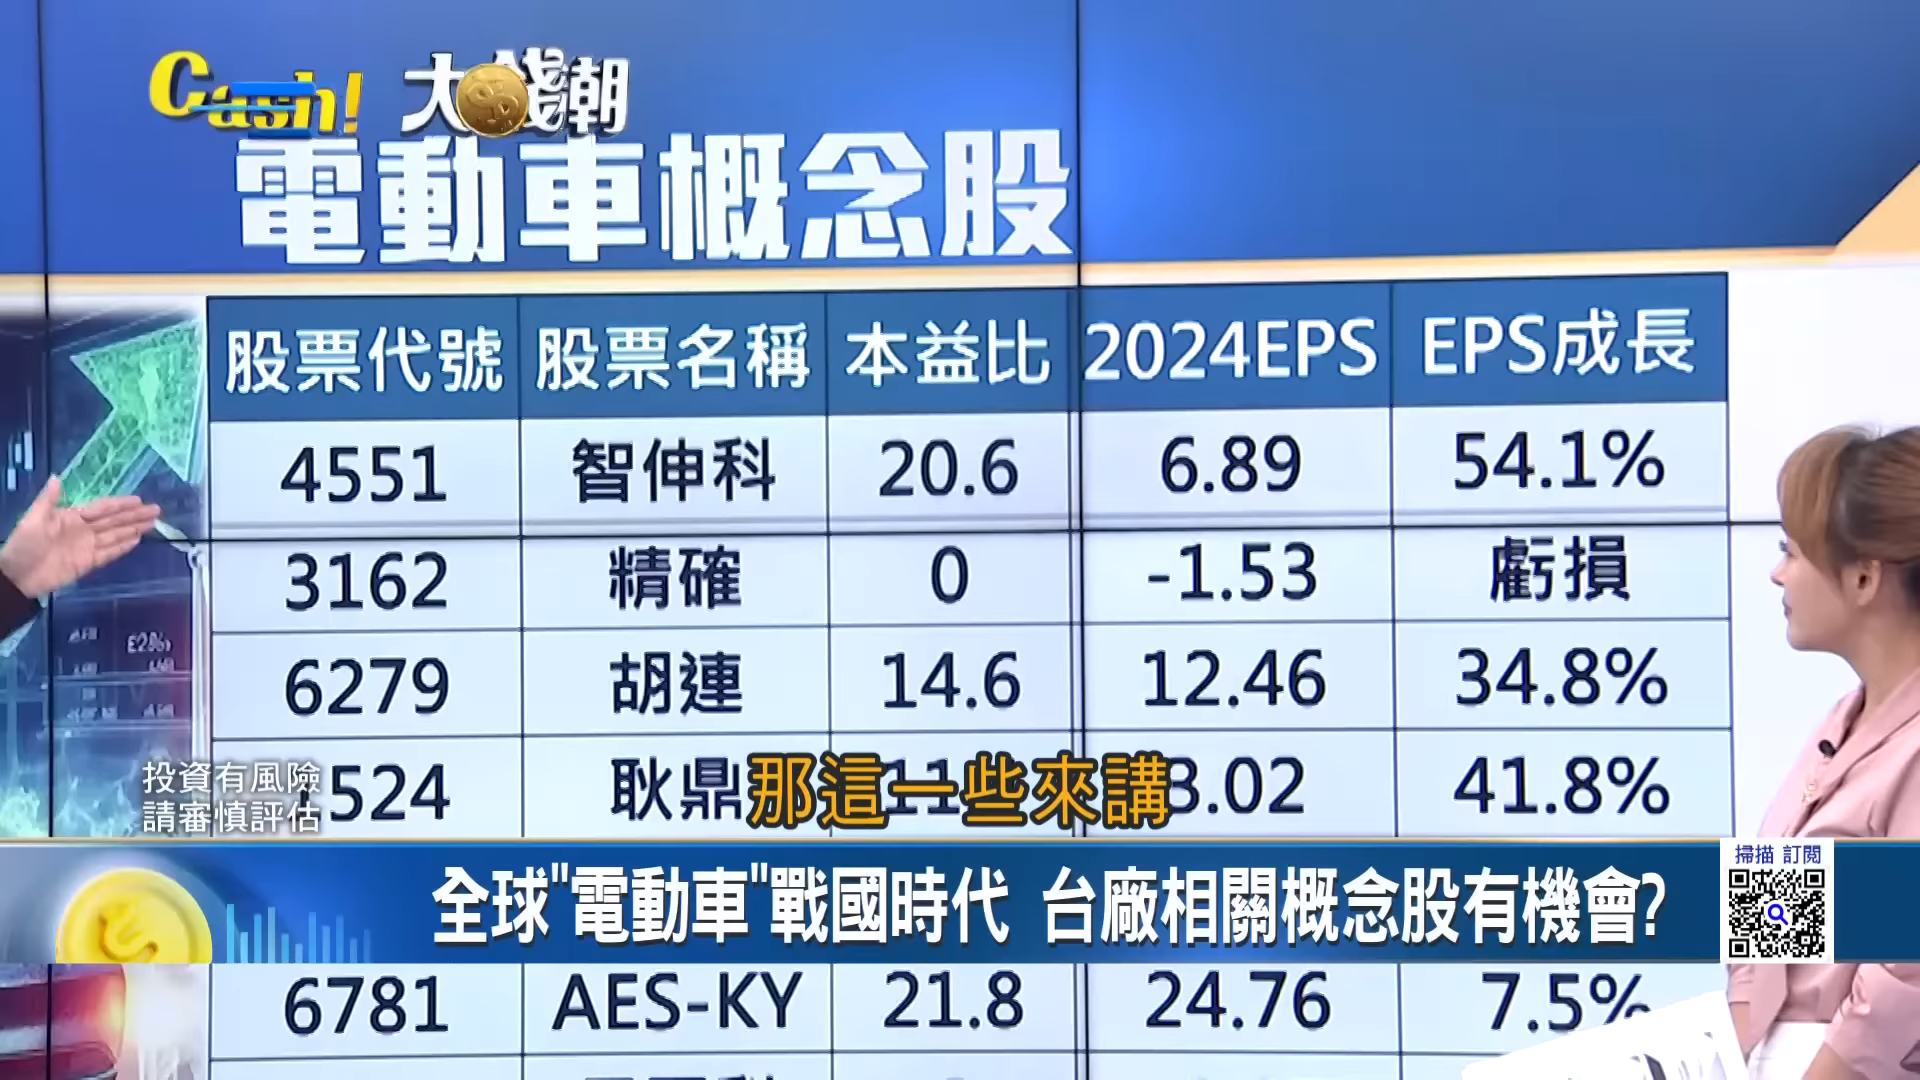 Cash! 大錢潮
電動車概念股
股票代號 股票名稱 本益比 2024EPS EPS成長
4551 智伸科 20.6 6.89 54.1%
3162 精確 0 -1.53 虧損
6279 胡連 14.6 12.46 34.8%
524 耿鼎 11 3.02 41.8%
那這一些來講
投資有風險
請審慎評估
全球"電動車"戰國時代 台廠相關概念股有機會?
掃描 訂閱
6781 AES-KY 21.8 24.76 7.5%